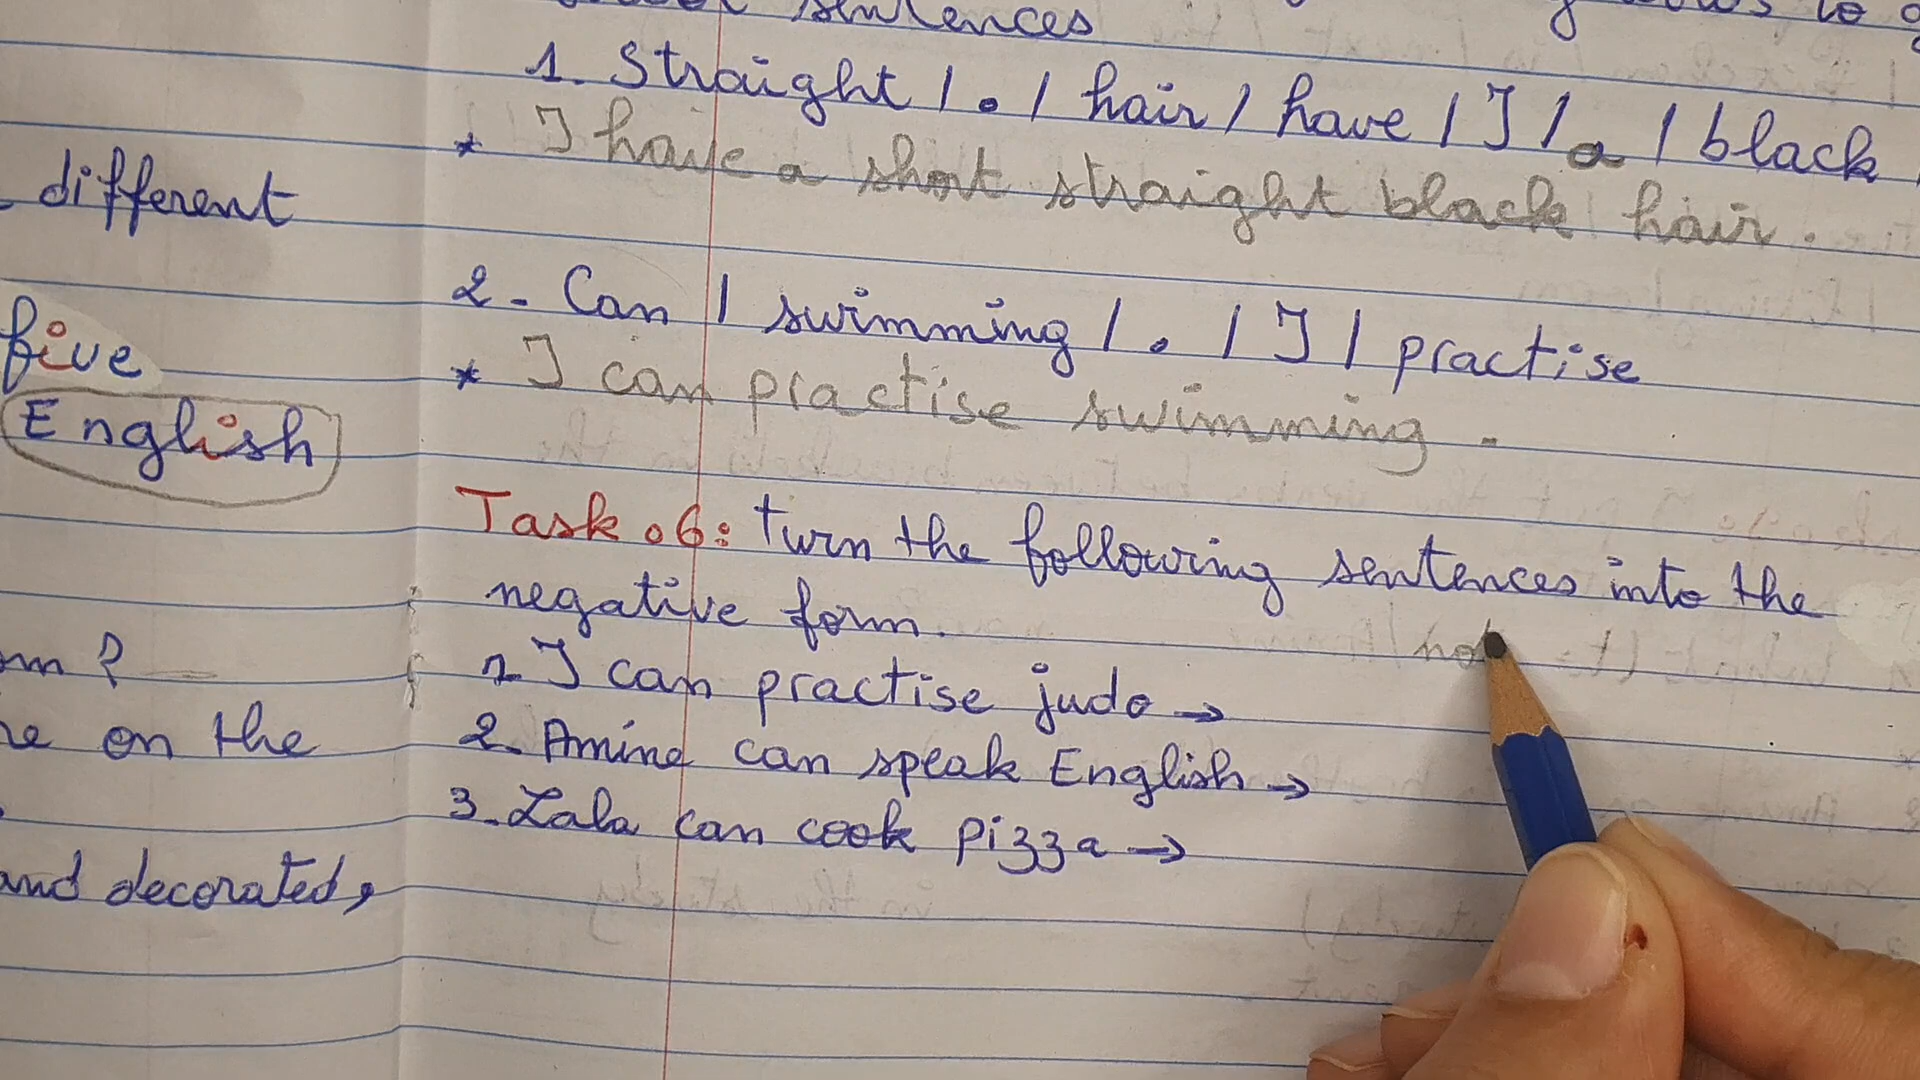 sentences
1. Straight / . / hair / have / I / a / black
* I have a short straight black hair.
different
2. Can / swimming / . / I / practise
five
* I can practise swimming.
English
Task 06: turn the following sentences into the
negative form.
not
1. I can practise judo →
on the
2. Amine can speak English →
3. Lala can cook pizza →
and decorated,